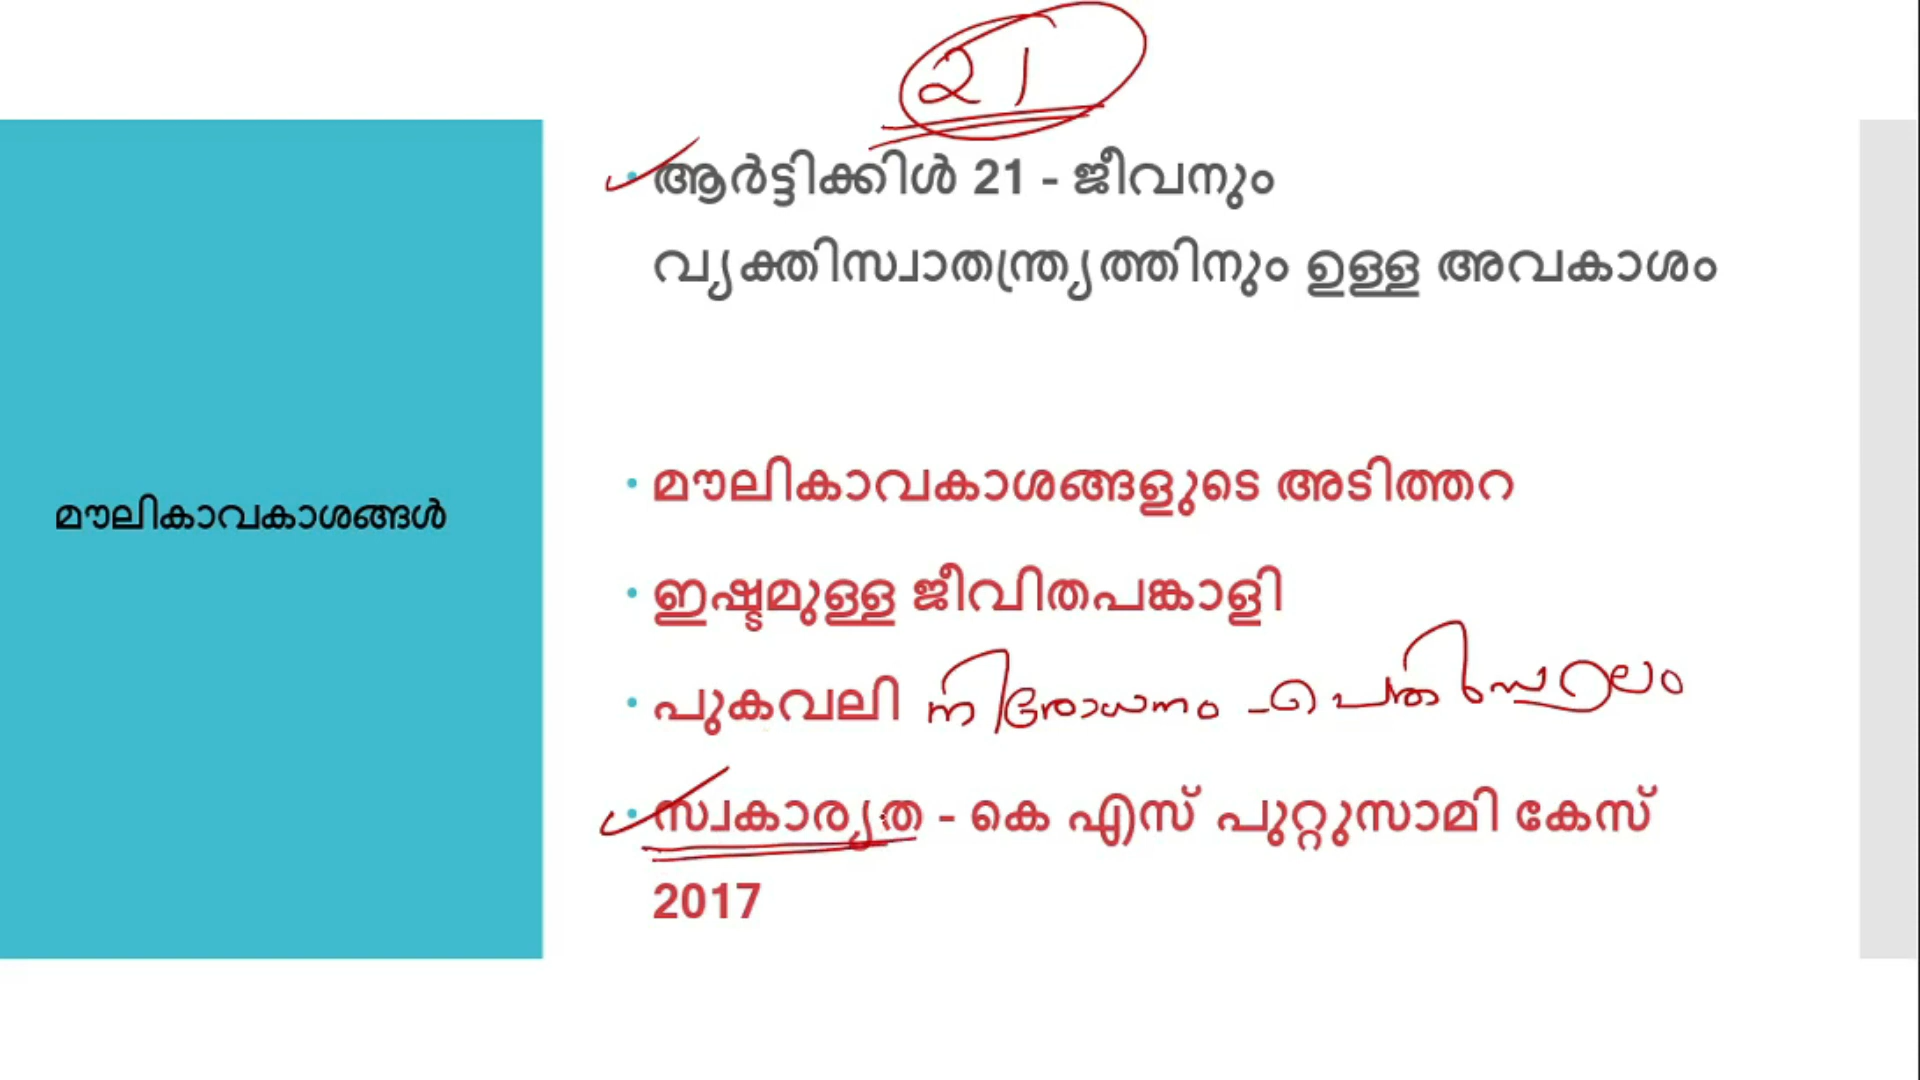 21
ആർട്ടിക്കിൾ 21 - ജീവനും
വ്യക്തിസ്വാതന്ത്ര്യത്തിനും ഉള്ള അവകാശം
മൗലികാവകാശങ്ങൾ
മൗലികാവകാശങ്ങളുടെ അടിത്തറ
ഇഷ്ടമുള്ള ജീവിതപങ്കാളി
പുകവലി നിരോധനം -
സ്വകാര്യത - കെ എസ് പുറ്റുസാമി കേസ്
2017